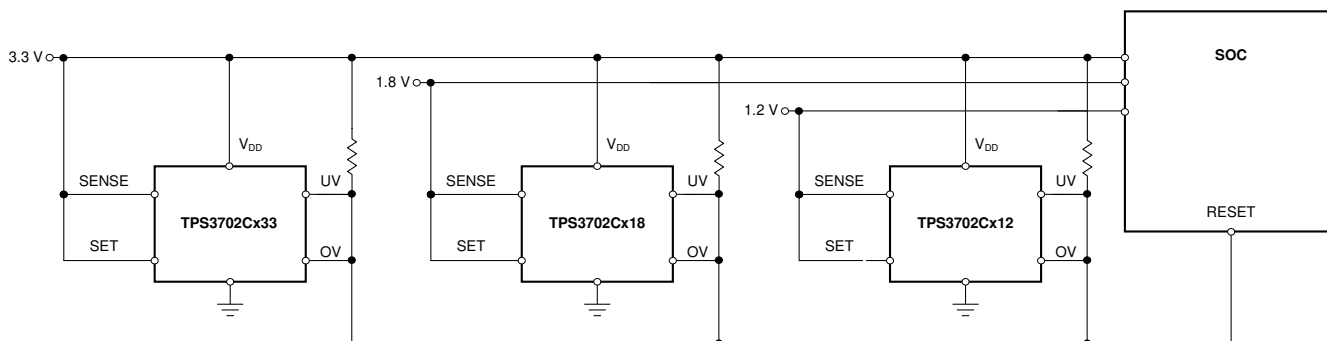 SOC
3.3 V
1.8 V
1.2 V
V_DD
V_DD
V_DD
SENSE
UV
SENSE
UV
SENSE
UV
TPS3702Cx33
TPS3702Cx18
TPS3702Cx12
RESET
SET
OV
SET
OV
SET
OV